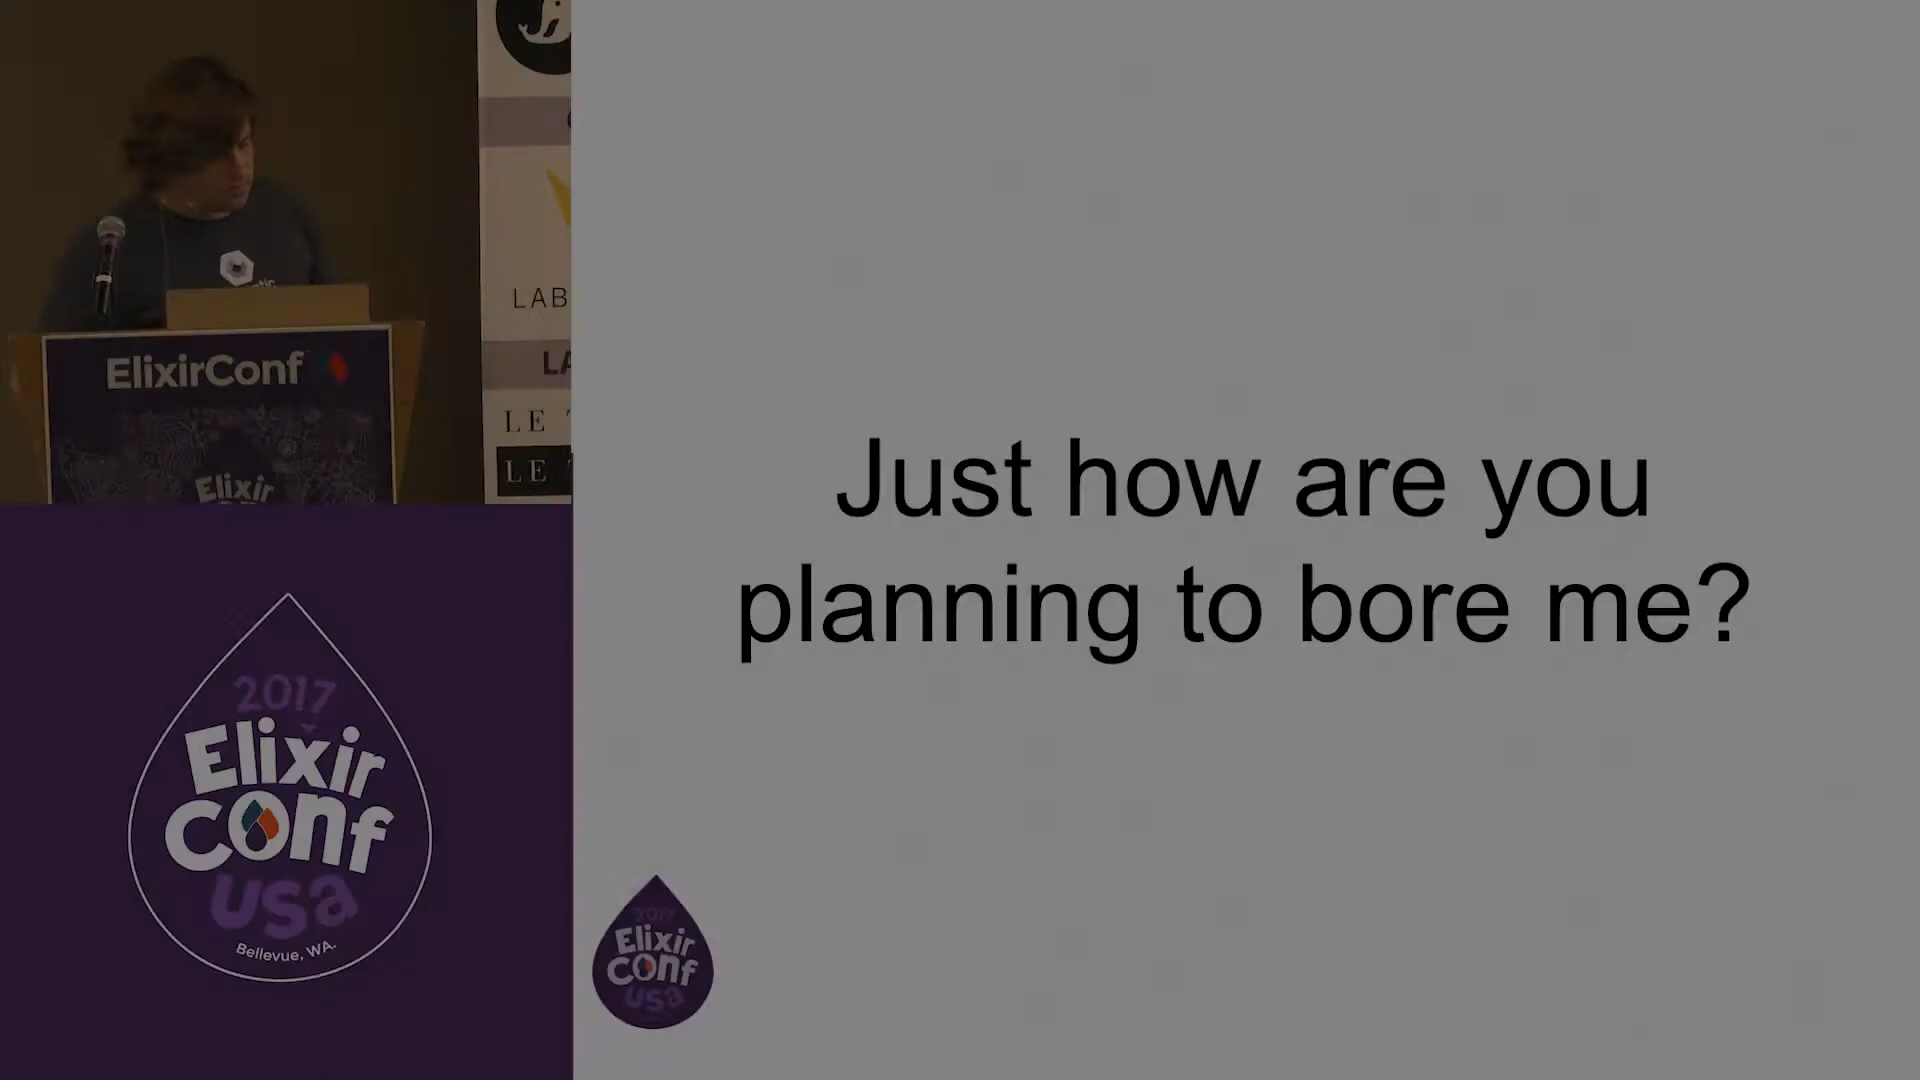 LAB
ElixirConf
LA
LE
LE
Elixir
Just how are you
planning to bore me?
2017
Elixir
Conf
USA
Bellevue, WA.
2017
Elixir
Conf
USA